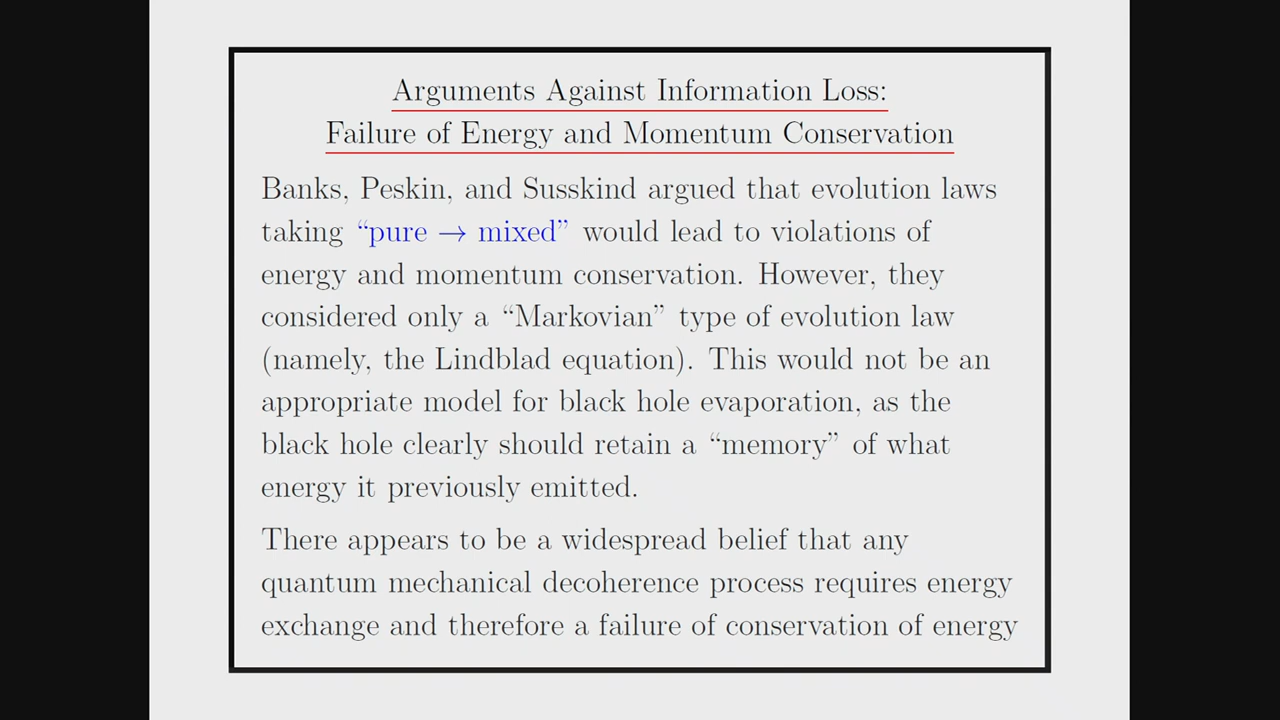 Arguments Against Information Loss:
Failure of Energy and Momentum Conservation
Banks, Peskin, and Susskind argued that evolution laws
taking “pure → mixed” would lead to violations of
energy and momentum conservation. However, they
considered only a “Markovian” type of evolution law
(namely, the Lindblad equation). This would not be an
appropriate model for black hole evaporation, as the
black hole clearly should retain a “memory” of what
energy it previously emitted.
There appears to be a widespread belief that any
quantum mechanical decoherence process requires energy
exchange and therefore a failure of conservation of energy